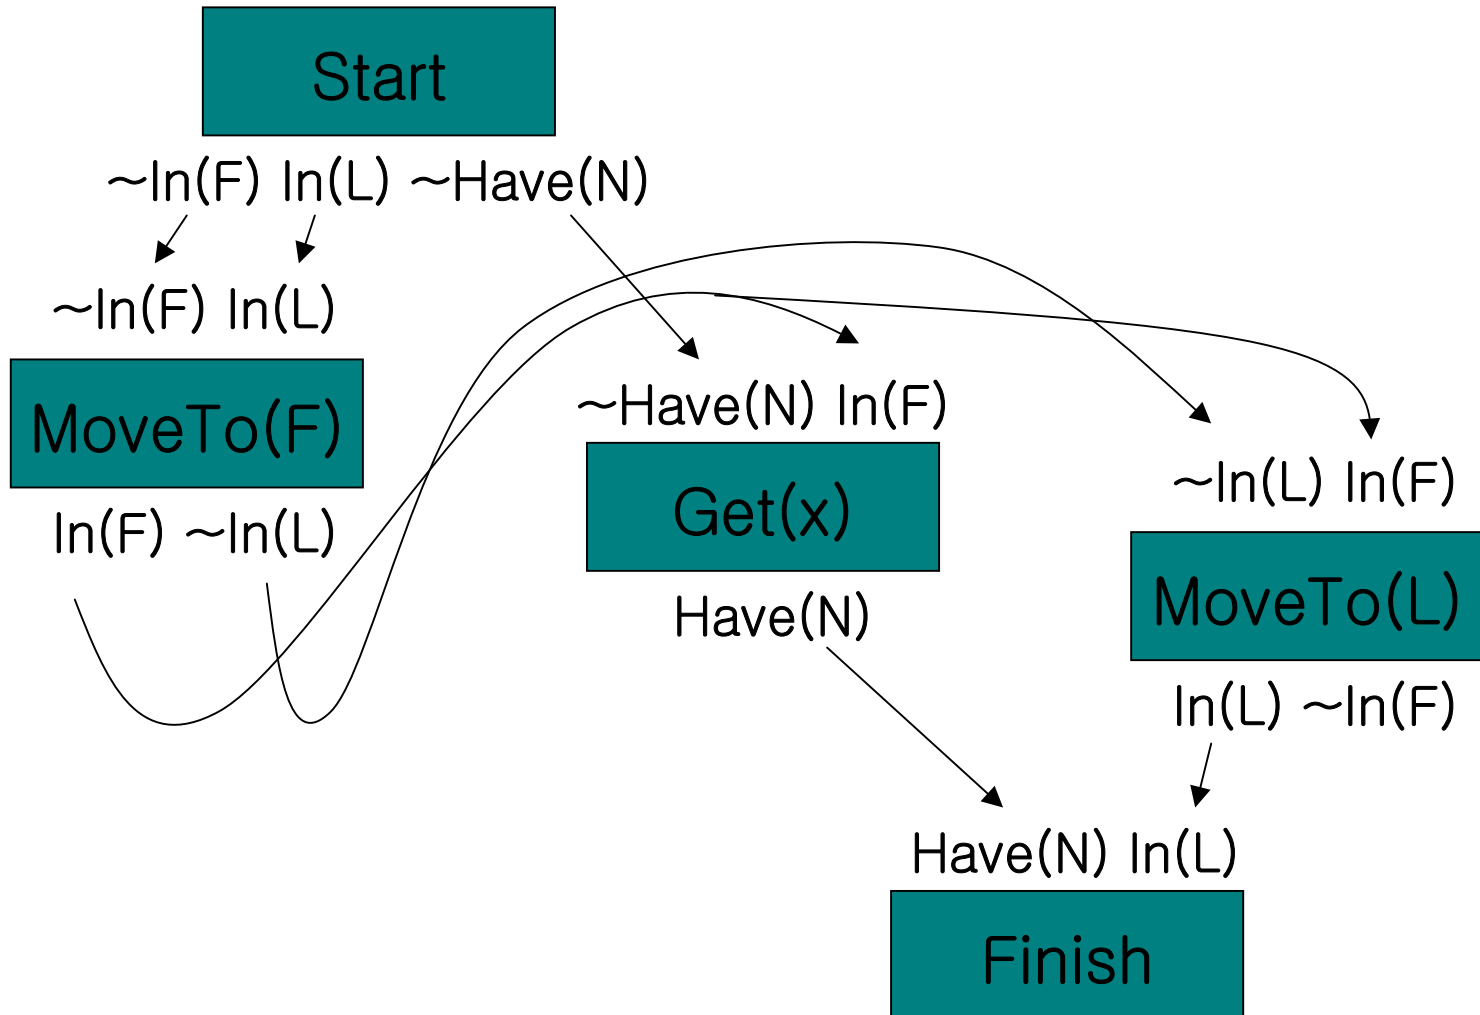 Start
~In(F) In(L) ~Have(N)
~In(F) In(L)
MoveTo(F)
In(F) ~In(L)
~Have(N) In(F)
Get(x)
Have(N)
~In(L) In(F)
MoveTo(L)
In(L) ~In(F)
Have(N) In(L)
Finish